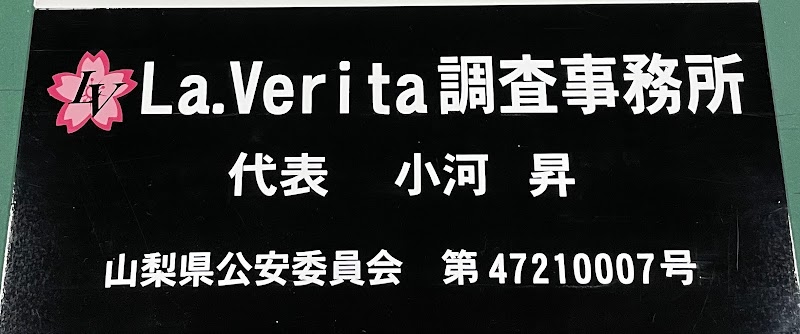 LV La.Verita調査事務所
代表 小河 昇
山梨県公安委員会 第47210007号